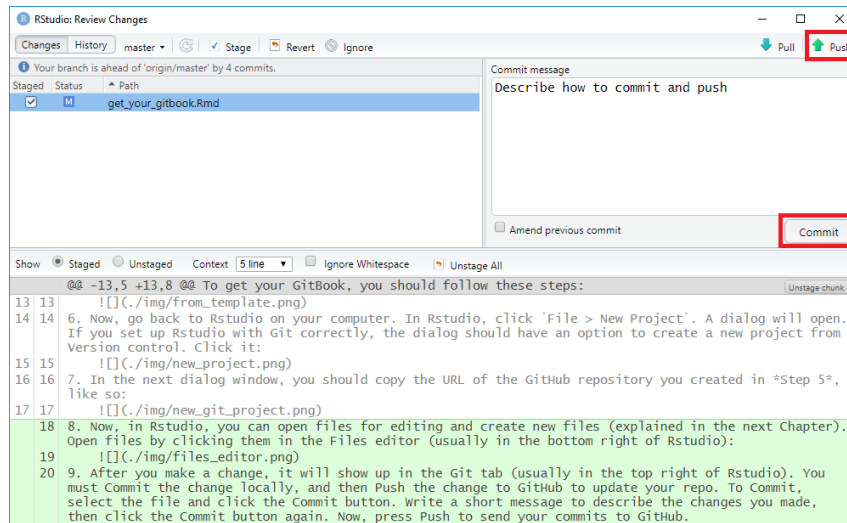 RStudio: Review Changes
Changes History master Stage Revert Ignore Pull Push
Your branch is ahead of 'origin/master' by 4 commits.
Staged Status Path
M get_your_gitbook.Rmd
Commit message
Describe how to commit and push
Amend previous commit
Commit
Show Staged Unstaged Context 5 line Ignore Whitespace Unstage All
@@ -13,5 +13,8 @@ To get your GitBook, you should follow these steps: Unstage chunk
13 13 ![](./img/from_template.png)
14 14 6. Now, go back to Rstudio on your computer. In Rstudio, click `File > New Project`. A dialog will open.
If you set up Rstudio with Git correctly, the dialog should have an option to create a new project from
Version control. Click it:
15 15 ![](./img/new_project.png)
16 16 7. In the next dialog window, you should copy the URL of the GitHub repository you created in *Step 5*,
like so:
17 17 ![](./img/new_git_project.png)
18 8. Now, in Rstudio, you can open files for editing and create new files (explained in the next Chapter).
Open files by clicking them in the Files editor (usually in the bottom right of Rstudio):
19 ![](./img/files_editor.png)
20 9. After you make a change, it will show up in the Git tab (usually in the top right of Rstudio). You
must Commit the change locally, and then Push the change to GitHub to update your repo. To Commit,
select the file and click the Commit button. Write a short message to describe the changes you made,
then click the Commit button again. Now, press Push to send your commits to GitHub.